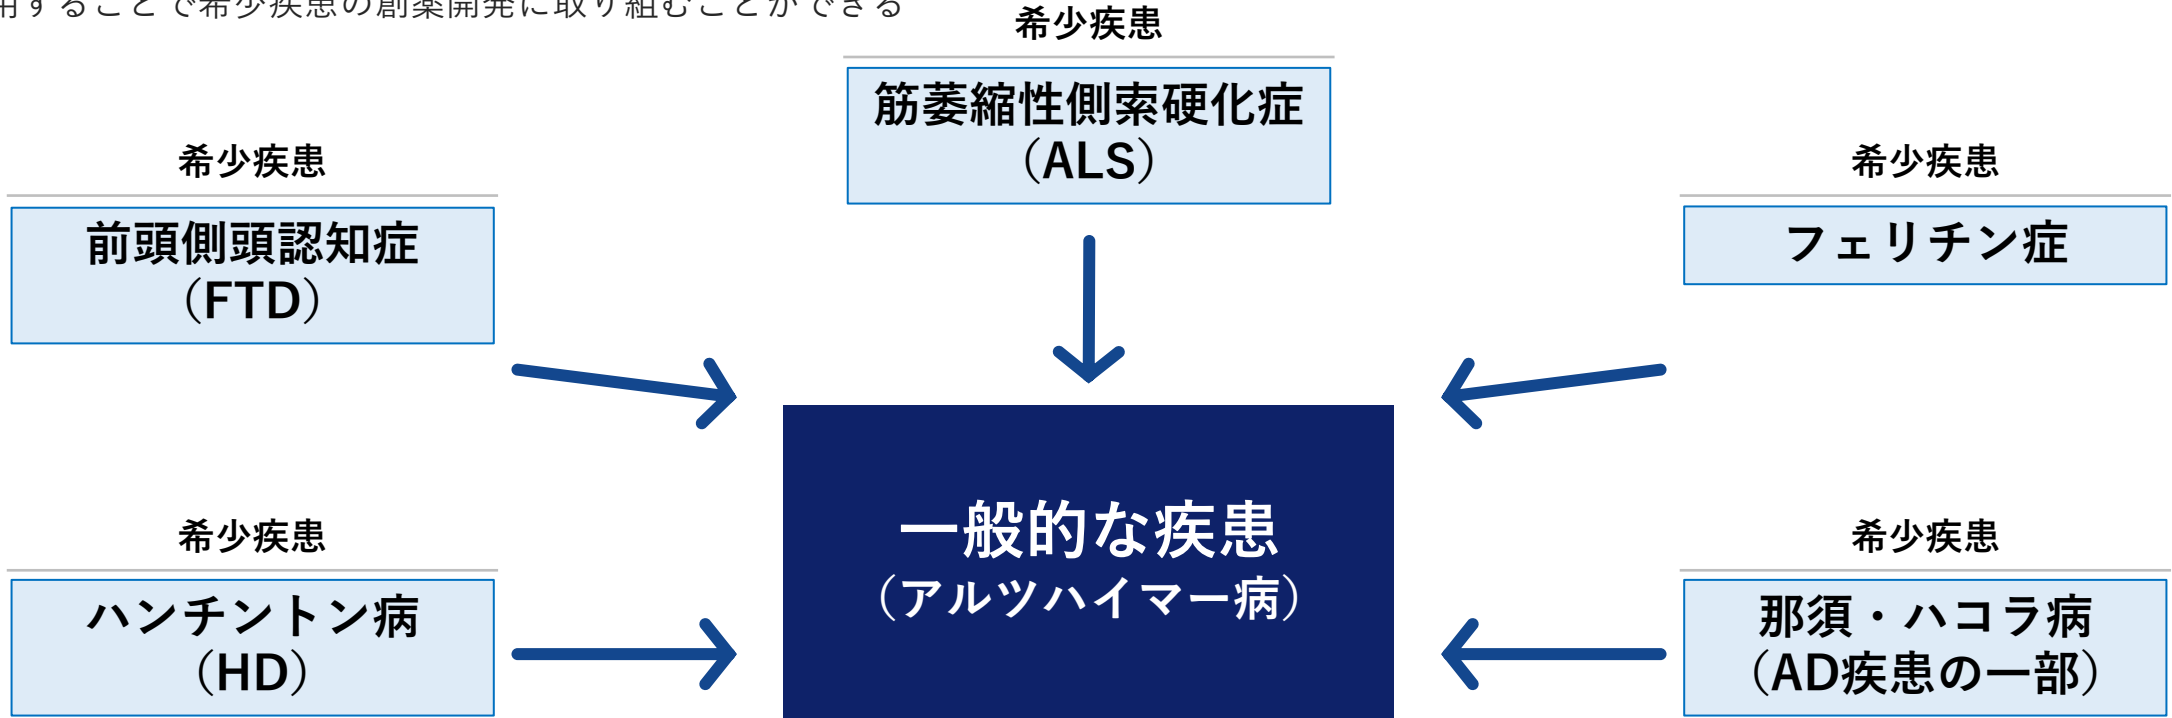 用することで希少疾患の創薬開発に取り組むことができる
希少疾患
筋萎縮性側索硬化症
（ALS）
希少疾患
前頭側頭認知症
（FTD）
希少疾患
フェリチン症
希少疾患
ハンチントン病
（HD）
一般的な疾患
（アルツハイマー病）
希少疾患
那須・ハコラ病
（AD疾患の一部）